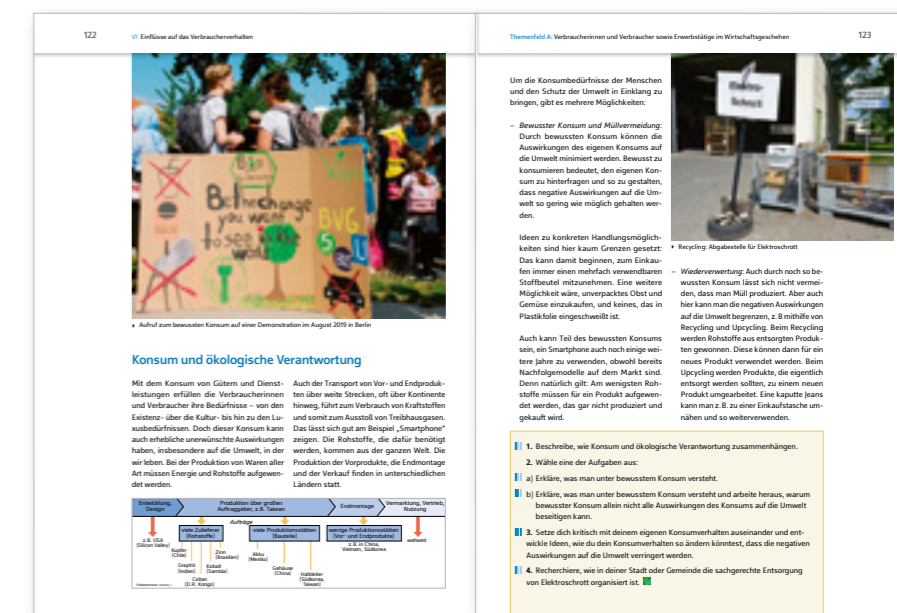 122
VI Einflüsse auf das Verbraucherverhalten
Be the change
you want
to see in the
world
BVG
Aufruf zum bewussten Konsum auf einer Demonstration im August 2019 in Berlin
Konsum und ökologische Verantwortung
Mit dem Konsum von Gütern und Dienst-
leistungen erfüllen die Verbraucherinnen
und Verbraucher ihre Bedürfnisse – von den
Existenz- über die Kultur- bis hin zu den Lu-
xusbedürfnissen. Doch dieser Konsum kann
auch erhebliche unerwünschte Auswirkungen
haben, insbesondere auf die Umwelt, in der
wir leben. Bei der Produktion von Waren aller
Art müssen Energie und Rohstoffe aufgewen-
det werden.
Auch der Transport von Vor- und Endproduk-
ten über weite Strecken, oft über Kontinente
hinweg, führt zum Verbrauch von Kraftstoffen
und somit zum Ausstoß von Treibhausgasen.
Das lässt sich gut am Beispiel „Smartphone“
zeigen. Die Rohstoffe, die dafür benötigt
werden, kommen aus der ganzen Welt. Die
Produktion der Vorprodukte, die Endmontage
und der Verkauf finden in unterschiedlichen
Ländern statt.
Entwicklung,
Design
Produktion über großen
Auftraggeber, z.B. Taiwan
Endmontage
Vermarktung, Vertrieb,
Nutzung
Aufträge
viele Zulieferer
(Rohstoffe)
viele Produktionsstätten
(Bauteile)
wenige Produktionsstätten
(Vor- und Endprodukte)
z.B. USA
(Silicon Valley)
Kupfer
(Chile)
Graphit
(Indien)
Coltan
(D.R. Kongo)
Kobalt
(Sambia)
Zinn
(Brasilien)
Akku
(Mexiko)
Gehäuse
(China)
Halbleiter
(Südkorea,
Taiwan)
z.B. in China,
Vietnam, Südkorea
weltweit
Themenfeld A: Verbraucherinnen und Verbraucher sowie Erwerbstätige im Wirtschaftsgeschehen
123
Um die Konsumbedürfnisse der Menschen
und den Schutz der Umwelt in Einklang zu
bringen, gibt es mehrere Möglichkeiten:
– Bewusster Konsum und Müllvermeidung:
Durch bewussten Konsum können die
Auswirkungen des eigenen Konsums auf
die Umwelt minimiert werden. Bewusst zu
konsumieren bedeutet, den eigenen Kon-
sum zu hinterfragen und so zu gestalten,
dass negative Auswirkungen auf die Um-
welt so gering wie möglich gehalten wer-
den.
Ideen zu konkreten Handlungsmöglich-
keiten sind hier kaum Grenzen gesetzt:
Das kann damit beginnen, zum Einkau-
fen immer einen mehrfach verwendbaren
Stoffbeutel mitzunehmen. Eine weitere
Möglichkeit wäre, unverpacktes Obst und
Gemüse einzukaufen, und keines, das in
Plastikfolie eingeschweißt ist.
Auch kann Teil des bewussten Konsums
sein, ein Smartphone auch noch einige wei-
tere Jahre zu verwenden, obwohl bereits
Nachfolgemodelle auf dem Markt sind.
Denn natürlich gilt: Am wenigsten Roh-
stoffe müssen für ein Produkt aufgewen-
det werden, das gar nicht produziert und
gekauft wird.
Elektro-
Schrott
Recycling: Abgabestelle für Elektroschrott
– Wiederverwertung: Auch durch noch so be-
wussten Konsum lässt sich nicht vermei-
den, dass man Müll produziert. Aber auch
hier kann man die negativen Auswirkungen
auf die Umwelt begrenzen, z. B mithilfe von
Recycling und Upcycling. Beim Recycling
werden Rohstoffe aus entsorgten Produk-
ten gewonnen. Diese können dann für ein
neues Produkt verwendet werden. Beim
Upcycling werden Produkte, die eigentlich
entsorgt werden sollten, zu einem neuen
Produkt umgearbeitet. Eine kaputte Jeans
kann man z. B. zu einer Einkaufstasche um-
nähen und so weiterverwenden.
1. Beschreibe, wie Konsum und ökologische Verantwortung zusammenhängen.
2. Wähle eine der Aufgaben aus:
a) Erkläre, was man unter bewusstem Konsum versteht.
b) Erkläre, was man unter bewusstem Konsum versteht und arbeite heraus, warum
bewusster Konsum allein nicht alle Auswirkungen des Konsums auf die Umwelt
beseitigen kann.
3. Setze dich kritisch mit deinem eigenen Konsumverhalten auseinander und ent-
wickle Ideen, wie du dein Konsumverhalten so ändern könntest, dass die negativen
Auswirkungen auf die Umwelt verringert werden.
4. Recherchiere, wie in deiner Stadt oder Gemeinde die sachgerechte Entsorgung
von Elektroschrott organisiert ist.